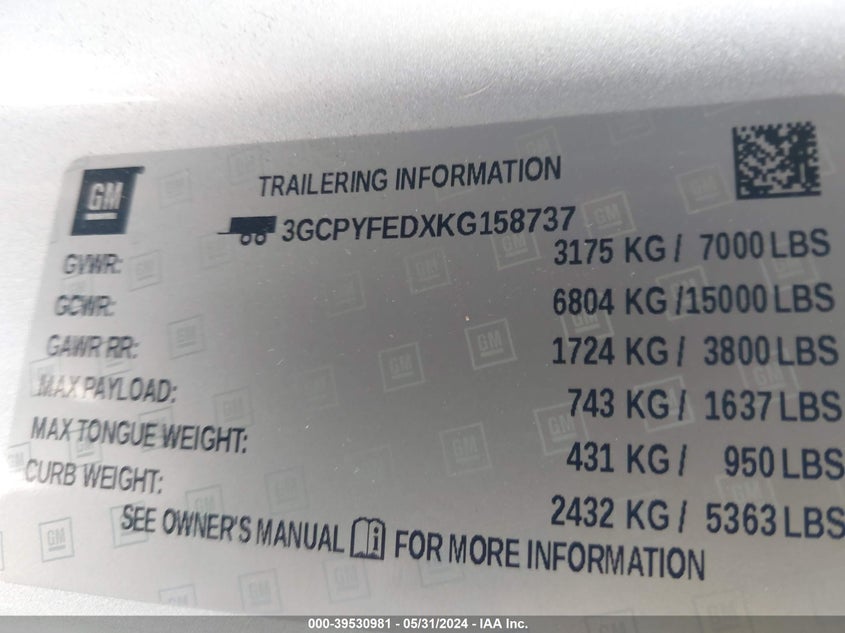 GM
TRAILERING INFORMATION
3GCPYFEDXKG158737
GVWR: 3175 KG / 7000 LBS
GCWR: 6804 KG /15000 LBS
GAWR RR: 1724 KG / 3800 LBS
MAX PAYLOAD: 743 KG / 1637 LBS
MAX TONGUE WEIGHT: 431 KG / 950 LBS
CURB WEIGHT: 2432 KG / 5363 LBS
SEE OWNER'S MANUAL FOR MORE INFORMATION
000-39530981 - 05/31/2024 - IAA Inc.